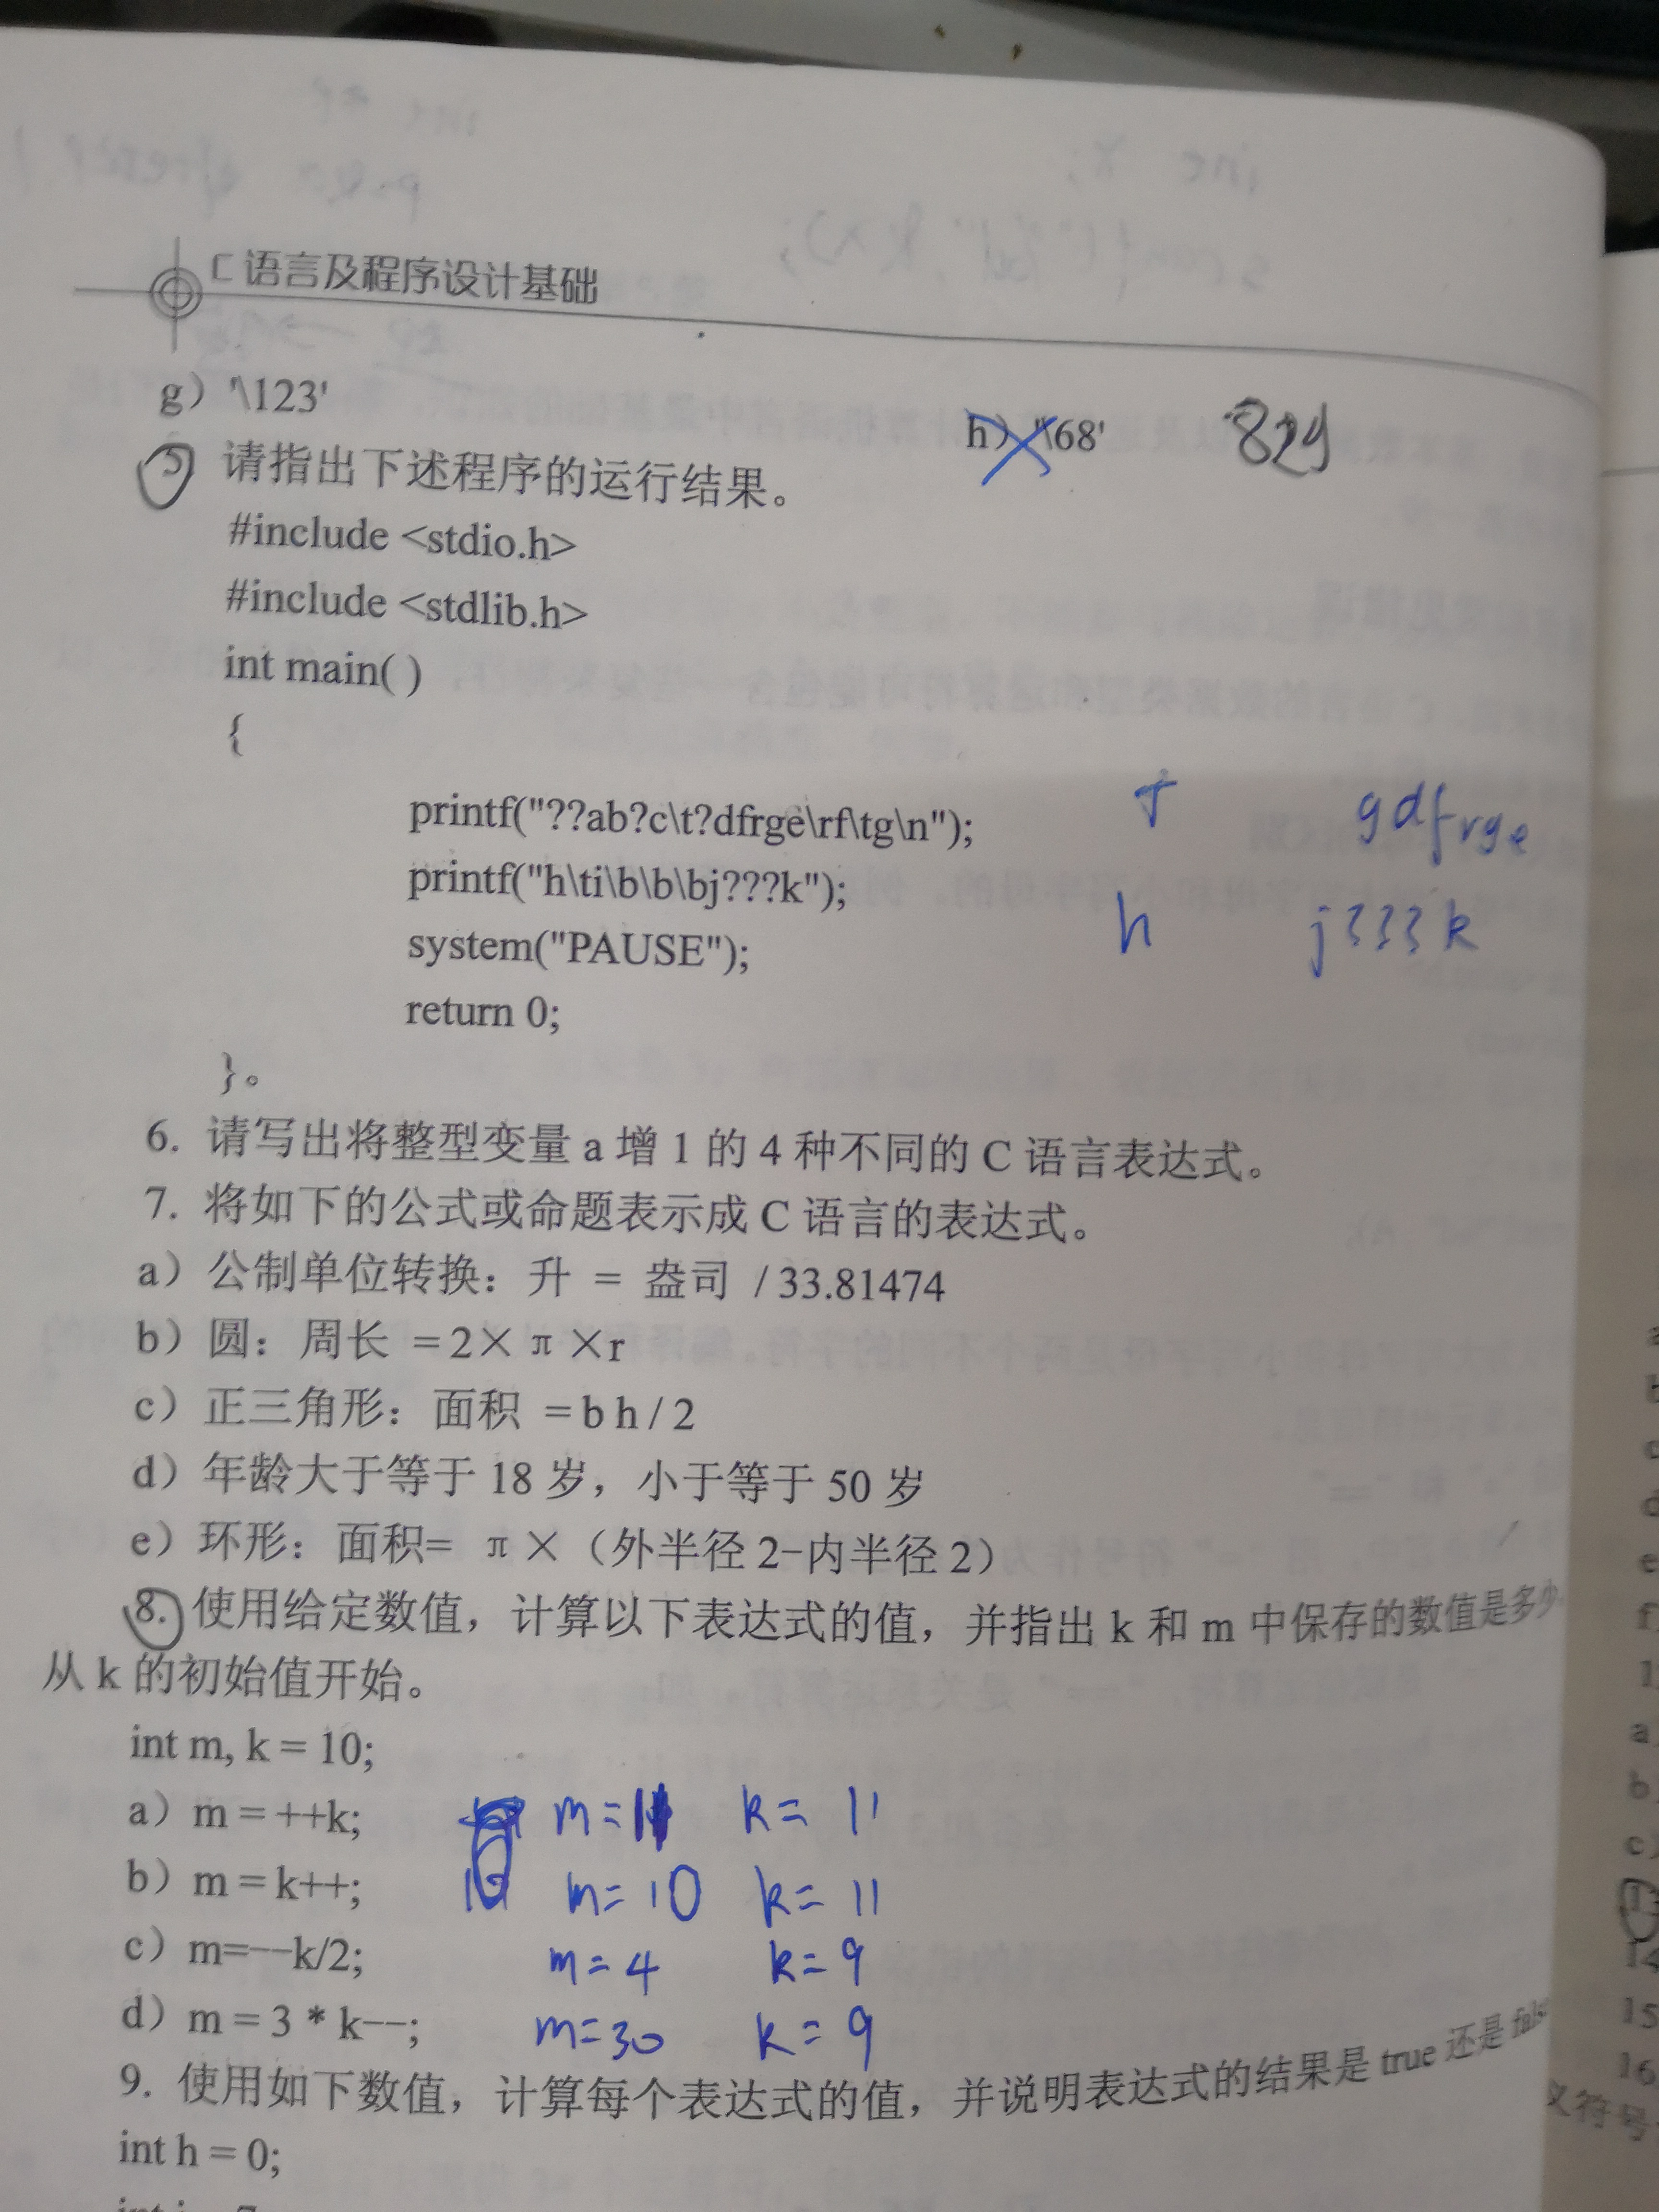 C 语言及程序设计基础
g）'\123'
h）'\68' 829
5 请指出下述程序的运行结果。
#include <stdio.h>
#include <stdlib.h>
int main( )
{
printf("??ab?c\t?dfrge\rf\tg\n"); f gdfrge
printf("h\ti\b\b\bj???k"); h j???k
system("PAUSE");
return 0;
}。
6. 请写出将整型变量 a 增 1 的 4 种不同的 C 语言表达式。
7. 将如下的公式或命题表示成 C 语言的表达式。
a）公制单位转换：升 = 盎司 / 33.81474
b）圆：周长 =2× π ×r
c）正三角形：面积 = b h / 2
d）年龄大于等于 18 岁，小于等于 50 岁
e）环形：面积= π×（外半径 2-内半径 2）
8. 使用给定数值，计算以下表达式的值，并指出 k 和 m 中保存的数值是多少
从 k 的初始值开始。
int m, k = 10;
a）m = ++k; m=11 k= 11
b）m = k++; m=10 k= 11
c）m=--k/2; m=4 k=9
d）m = 3 * k--; m=30 k=9
9. 使用如下数值，计算每个表达式的值，并说明表达式的结果是 true 还是
int h = 0;